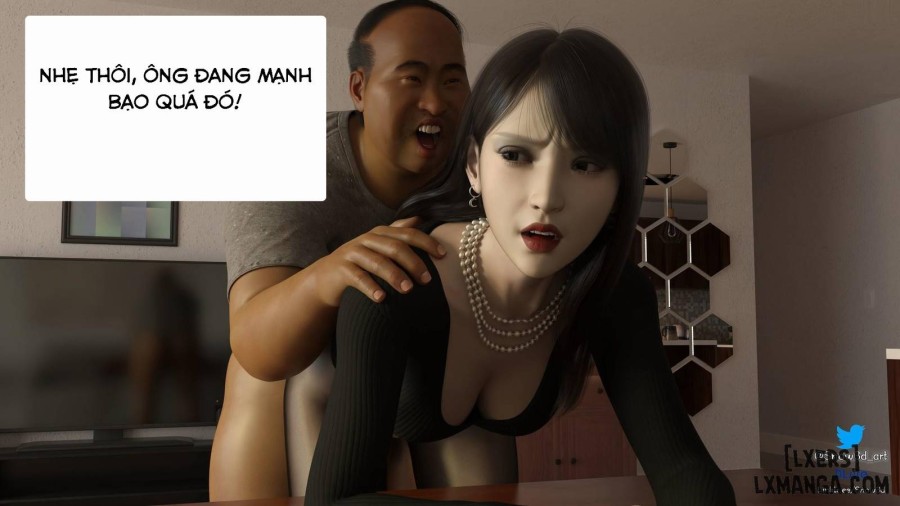 NHẸ THÔI, ÔNG ĐANG MẠNH
BẠO QUÁ ĐÓ!
[LXERS]
LXMANGA.COM